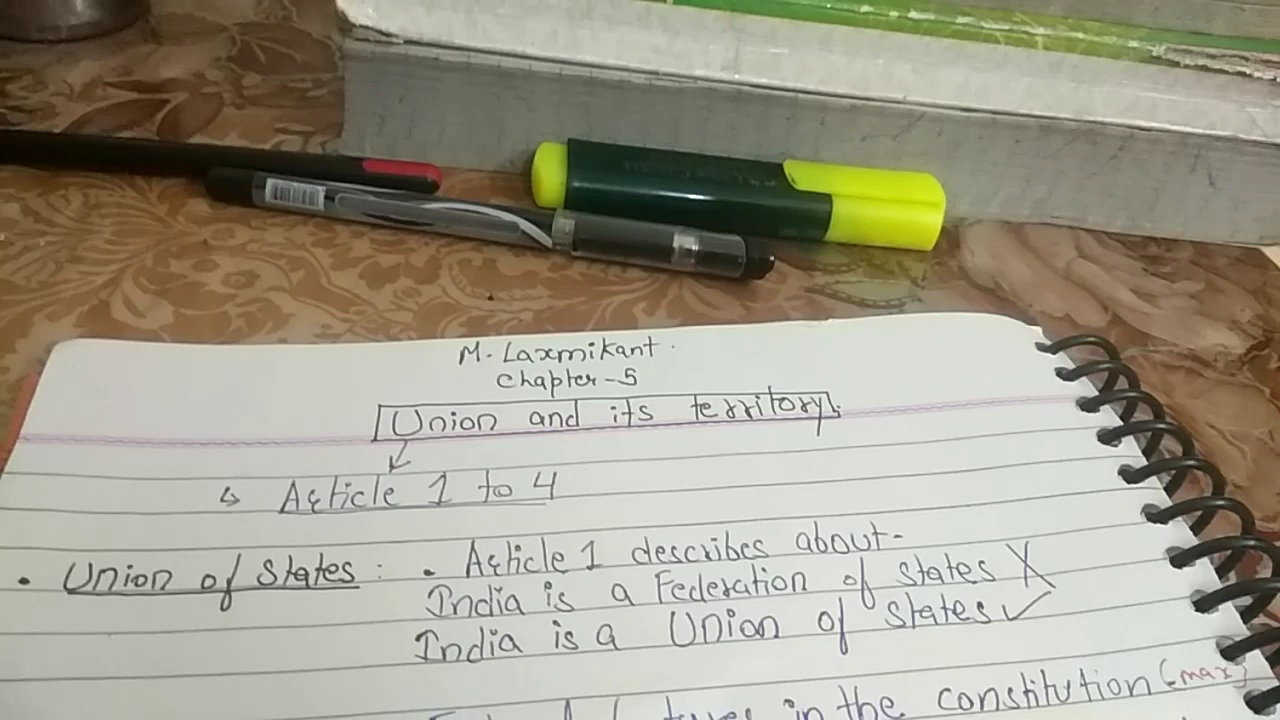 M. Laxmikant.
Chapter-5
Union and its territory.
↳ Article 1 to 4
• Union of States : • Article 1 describes about-
India is a Federation of states X
India is a Union of states ✓
in the constitution (max)